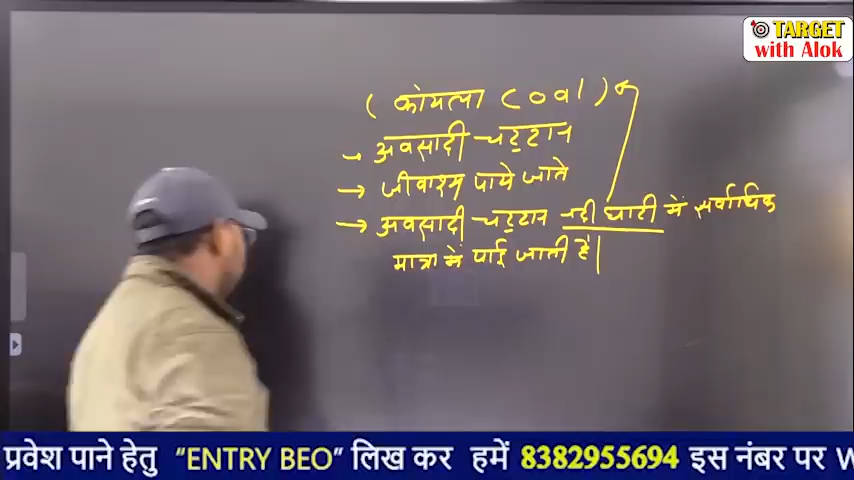 TARGET
with Alok
( कोयला Coal )
→ अवसादी चट्टान
→ जीवाश्म पाये जाते
→ अवसादी चट्टान नदी घाटी में सर्वाधिक
मात्रा में पाई जाती है।
प्रवेश पाने हेतु "ENTRY BEO" लिख कर हमें 8382955694 इस नंबर पर W